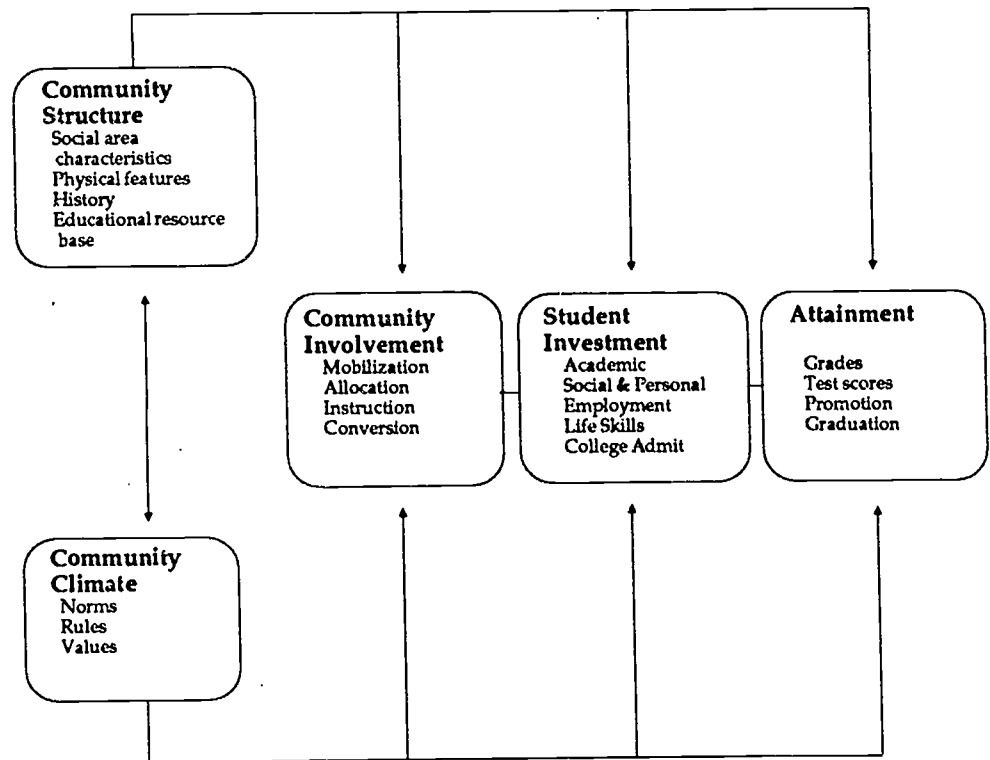 Community
Structure
Social area
characteristics
Physical features
History
Educational resource
base
Community
Involvement
Mobilization
Allocation
Instruction
Conversion
Student
Investment
Academic
Social & Personal
Employment
Life Skills
College Admit
Attainment
Grades
Test scores
Promotion
Graduation
Community
Climate
Norms
Rules
Values